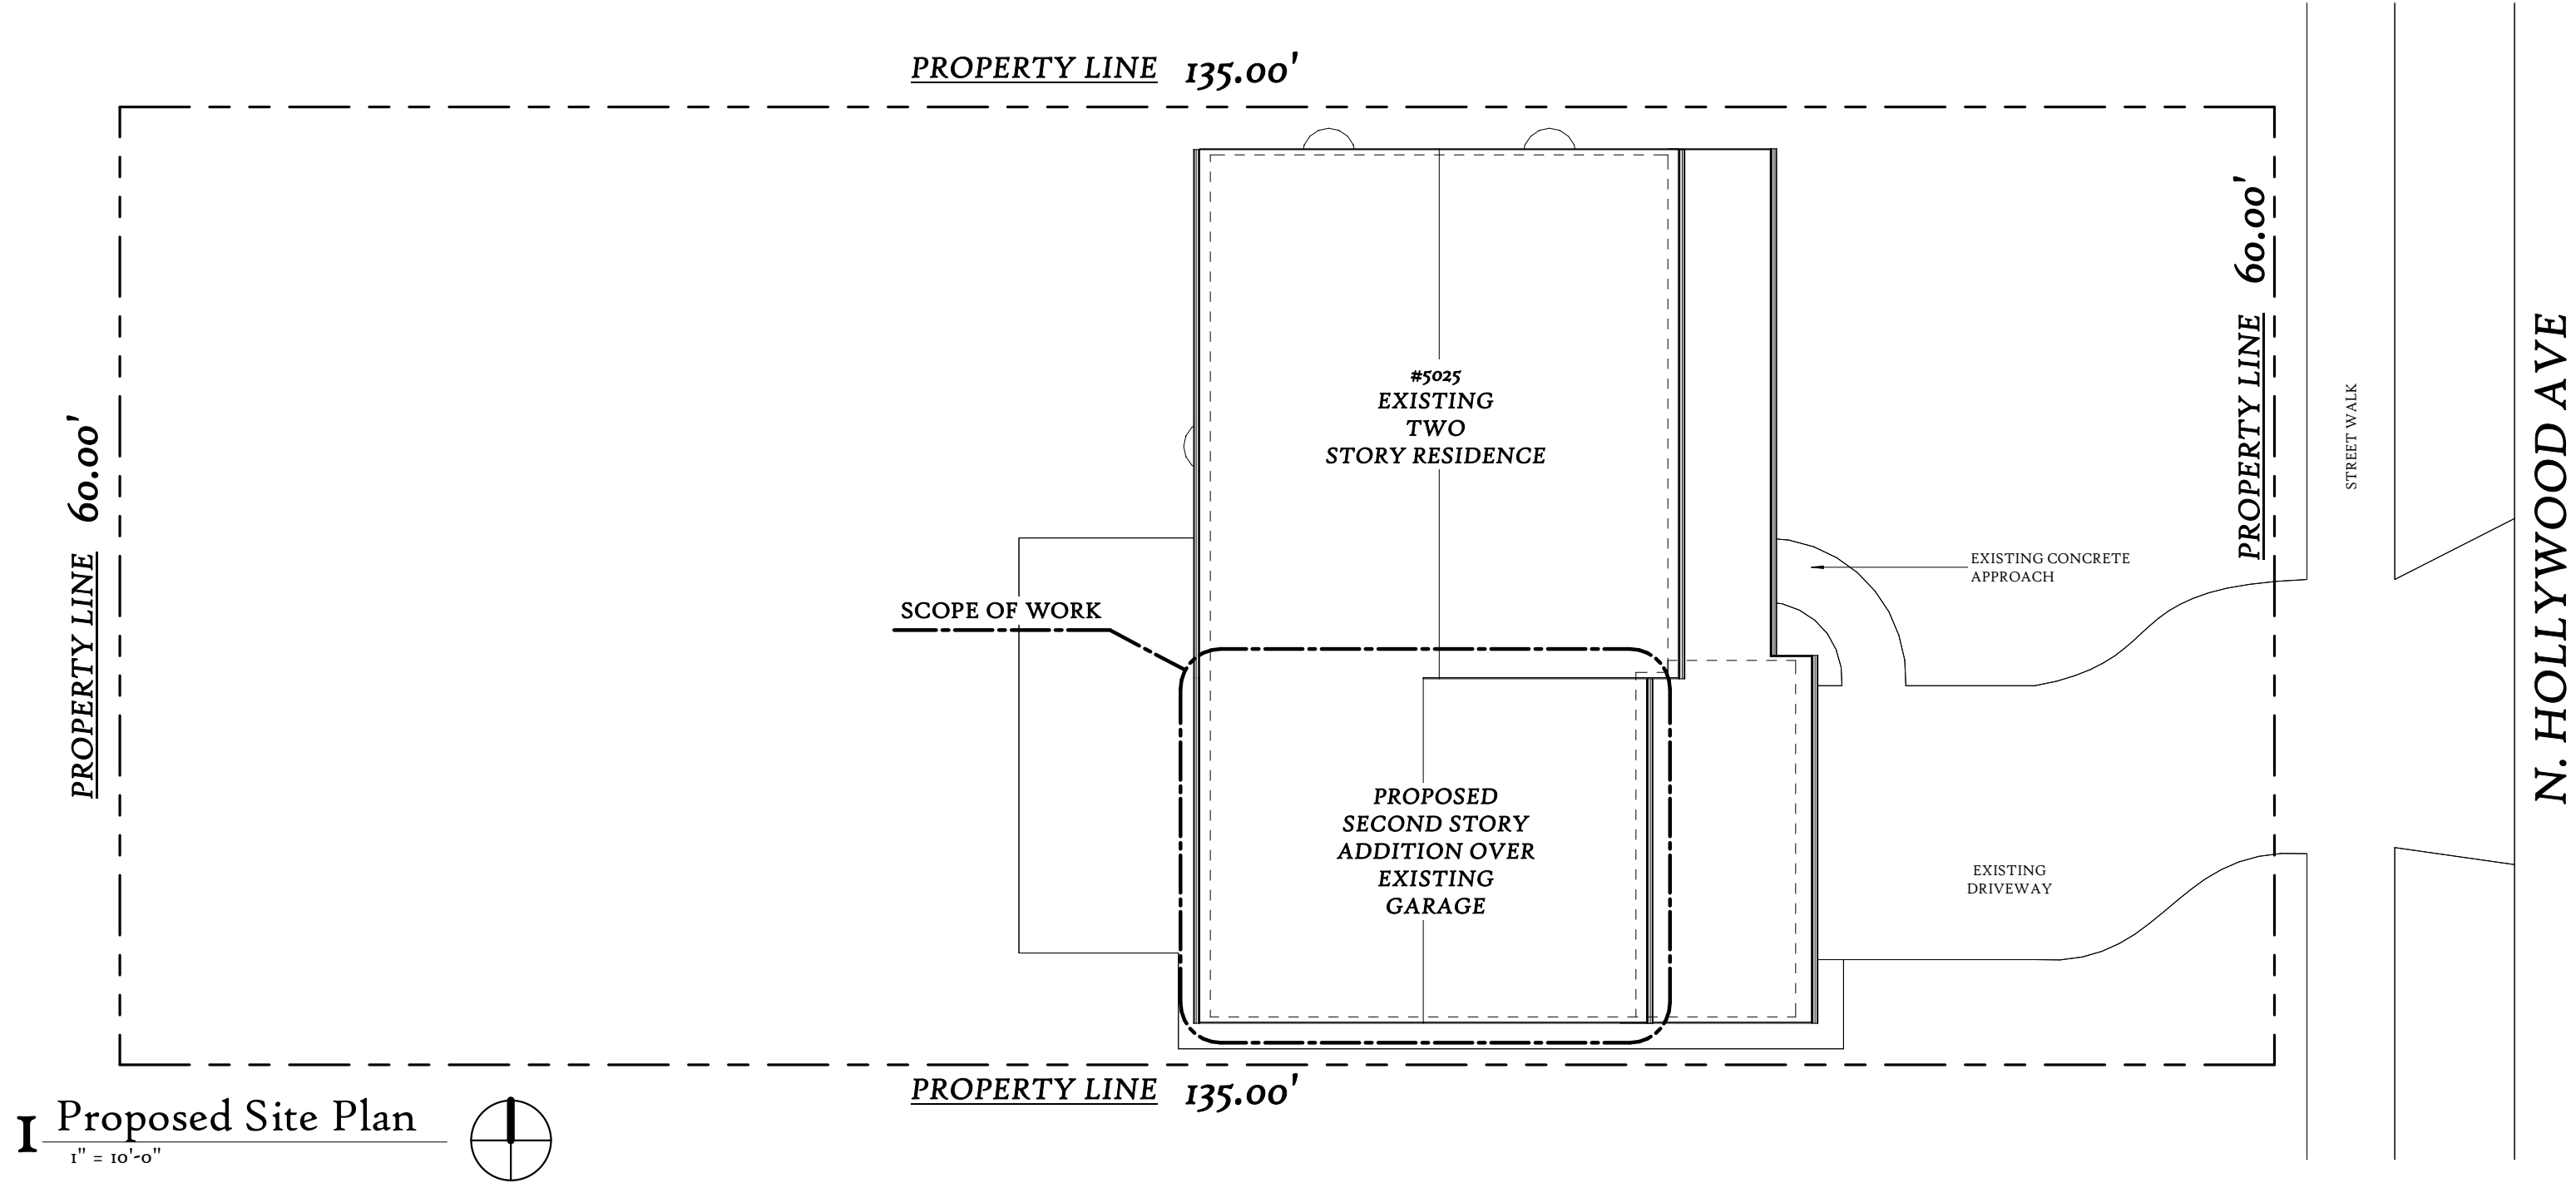 PROPERTY LINE 135.00'
PROPERTY LINE 60.00'
#5025
EXISTING
TWO
STORY RESIDENCE
PROPERTY LINE 60.00'
STREET WALK
N. HOLLYWOOD AVE
EXISTING CONCRETE
APPROACH
SCOPE OF WORK
PROPOSED
SECOND STORY
ADDITION OVER
EXISTING
GARAGE
EXISTING
DRIVEWAY
PROPERTY LINE 135.00'
1 Proposed Site Plan
1" = 10'-0"